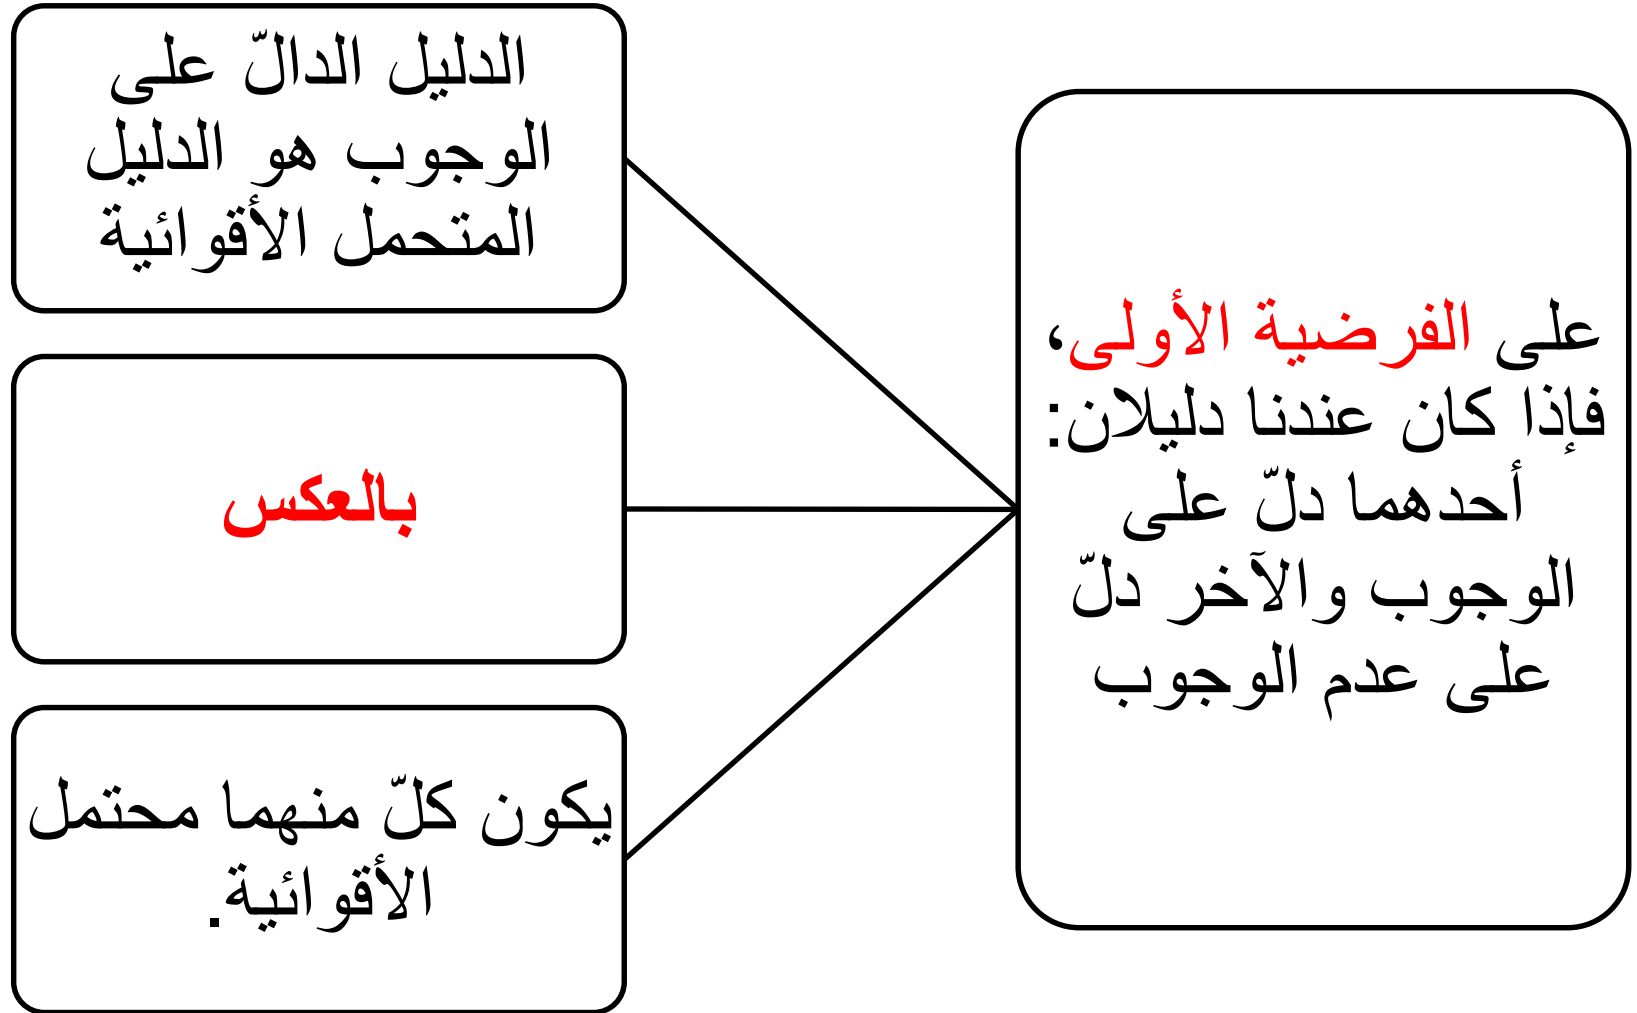 على الفرضية الأولى،
فإذا كان عندنا دليلان:
أحدهما دلّ على
الوجوب والآخر دلّ
على عدم الوجوب
الدليل الدالّ على
الوجوب هو الدليل
المتحمل الأقوائية
بالعكس
يكون كلّ منهما محتمل
الأقوائية.